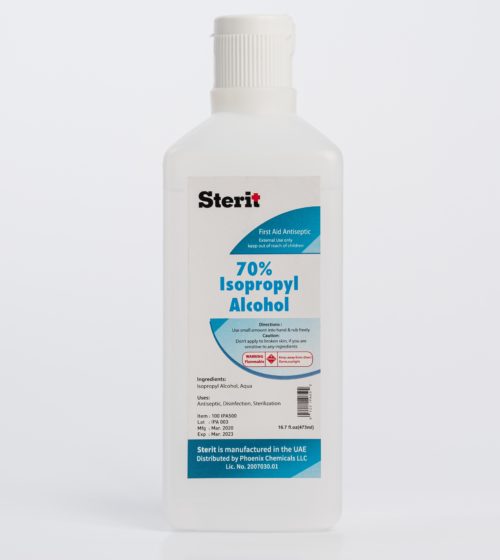 Sterit
First Aid Antiseptic
External Use only
keep out of reach of children
70%
Isopropyl
Alcohol
Directions :
Use small amount into hand & rub freely
Caution:
Don't apply to broken skin, if you are
sensitive to any ingredients
WARNING
Flammable
Keep away from
Ingredients:
Isopropyl Alcohol, Aqua
Uses:
Antiseptic, Disinfection, Sterilization
Item : 100 IPA500
Lot : IPA 003
Mfg : Mar. 2020
Exp : Mar. 2023
16.7 fl.oz(473ml)
Sterit is manufactured in the UAE
Distributed by Phoenix Chemicals LLC
Lic. No. 2007030.01